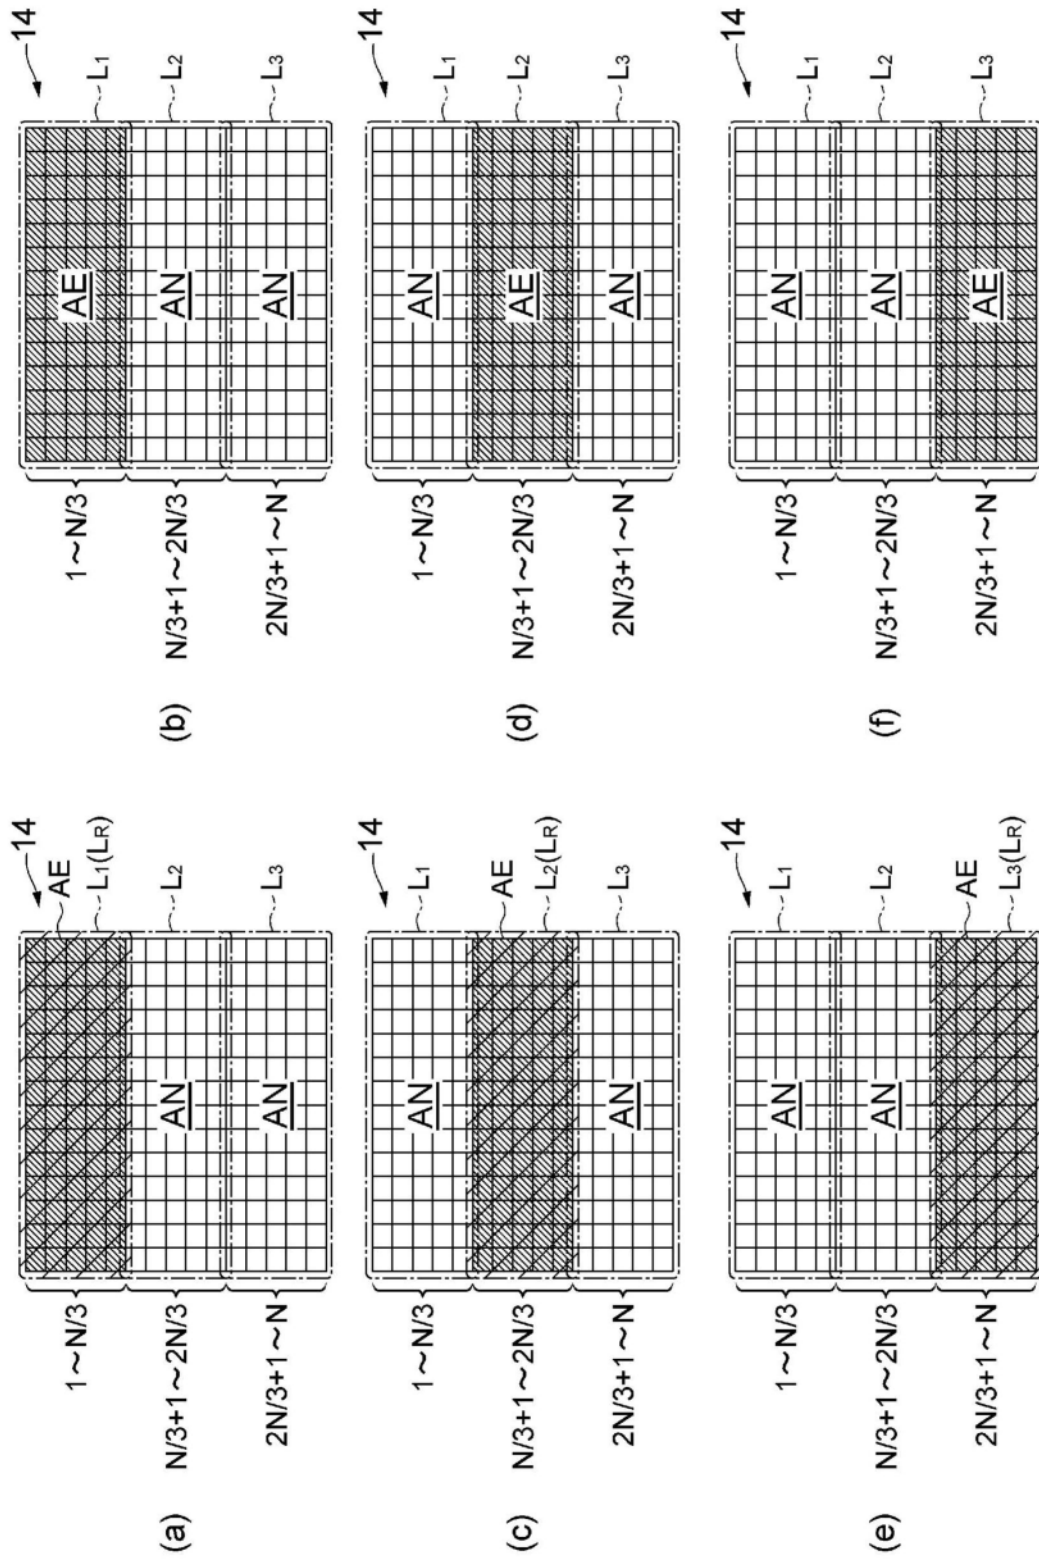 14
AE
1～N/3
L1(LR)
(a)
N/3+1～2N/3
AN
L2
2N/3+1～N
AN
L3
14
1～N/3
AE
L1
(b)
N/3+1～2N/3
AN
L2
2N/3+1～N
AN
L3
14
1～N/3
AN
L1
AE
(c)
N/3+1～2N/3
L2(LR)
2N/3+1～N
AN
L3
14
1～N/3
AN
L1
(d)
N/3+1～2N/3
AE
L2
2N/3+1～N
AN
L3
14
1～N/3
AN
L1
(e)
N/3+1～2N/3
AN
L2
AE
2N/3+1～N
L3(LR)
14
1～N/3
AN
L1
(f)
N/3+1～2N/3
AN
L2
2N/3+1～N
AE
L3